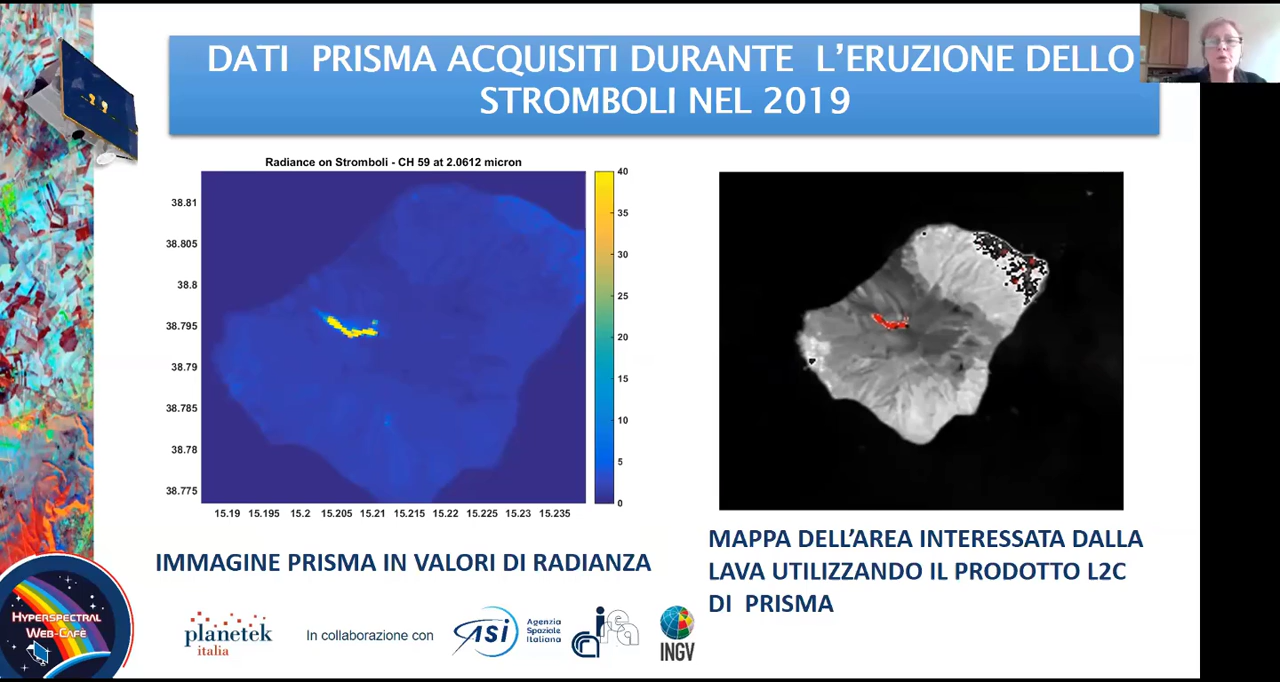 DATI PRISMA ACQUISITI DURANTE L'ERUZIONE DELLO
STROMBOLI NEL 2019
Radiance on Stromboli - CH 59 at 2.0612 micron
38.81
38.805
38.8
38.795
38.79
38.785
38.78
38.775
15.19 15.195 15.2 15.205 15.21 15.215 15.22 15.225 15.23 15.235
40
35
30
25
20
15
10
5
0
IMMAGINE PRISMA IN VALORI DI RADIANZA
MAPPA DELL'AREA INTERESSATA DALLA
LAVA UTILIZZANDO IL PRODOTTO L2C
DI PRISMA
HYPERSPECTRAL
WEB-CAFÈ
planetek
italia
In collaborazione con
ASI
Agenzia
Spaziale
Italiana
irea
INGV